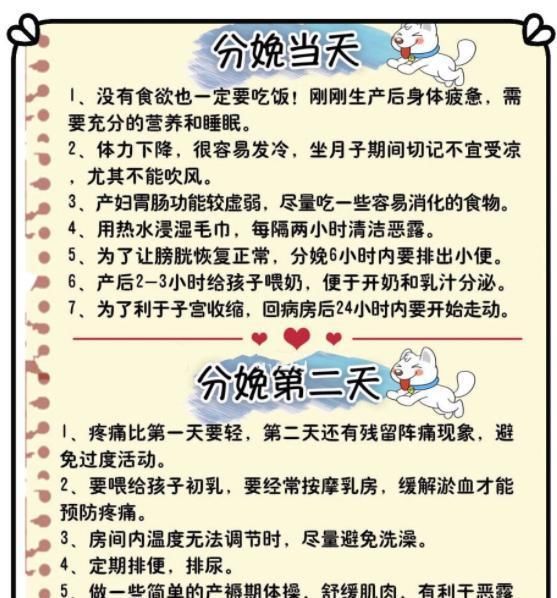 分娩当天
1、没有食欲也一定要吃饭！刚刚生产后身体疲惫，需
要充分的营养和睡眠。
2、体力下降，很容易发冷，坐月子期间切记不宜受凉
，尤其不能吹风。
3、产妇胃肠功能较虚弱，尽量吃一些容易消化的食物。
4、用热水浸湿毛巾，每隔两小时清洁恶露。
5、为了让膀胱恢复正常，分娩6小时内要排出小便。
6、产后2-3小时给孩子喂奶，便于开奶和乳汁分泌。
7、为了利于子宫收缩，回病房后24小时内要开始走动。
分娩第二天
1、疼痛比第一天要轻，第二天还有残留阵痛现象，避
免过度活动。
2、要喂给孩子初乳，要经常按摩乳房，缓解淤血才能
预防疼痛。
3、房间内温度无法调节时，尽量避免洗澡。
4、定期排便，排尿。
5、做一些简单的产褥期体操，舒缓肌肉，有利于恶露